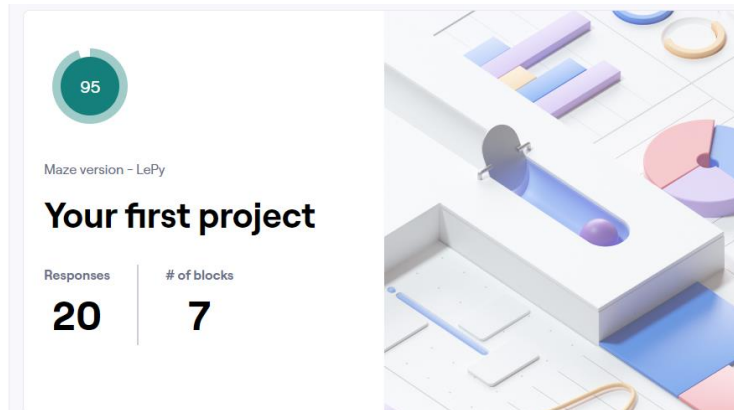 95
Maze version - LePy
Your first project
Responses
# of blocks
20
7